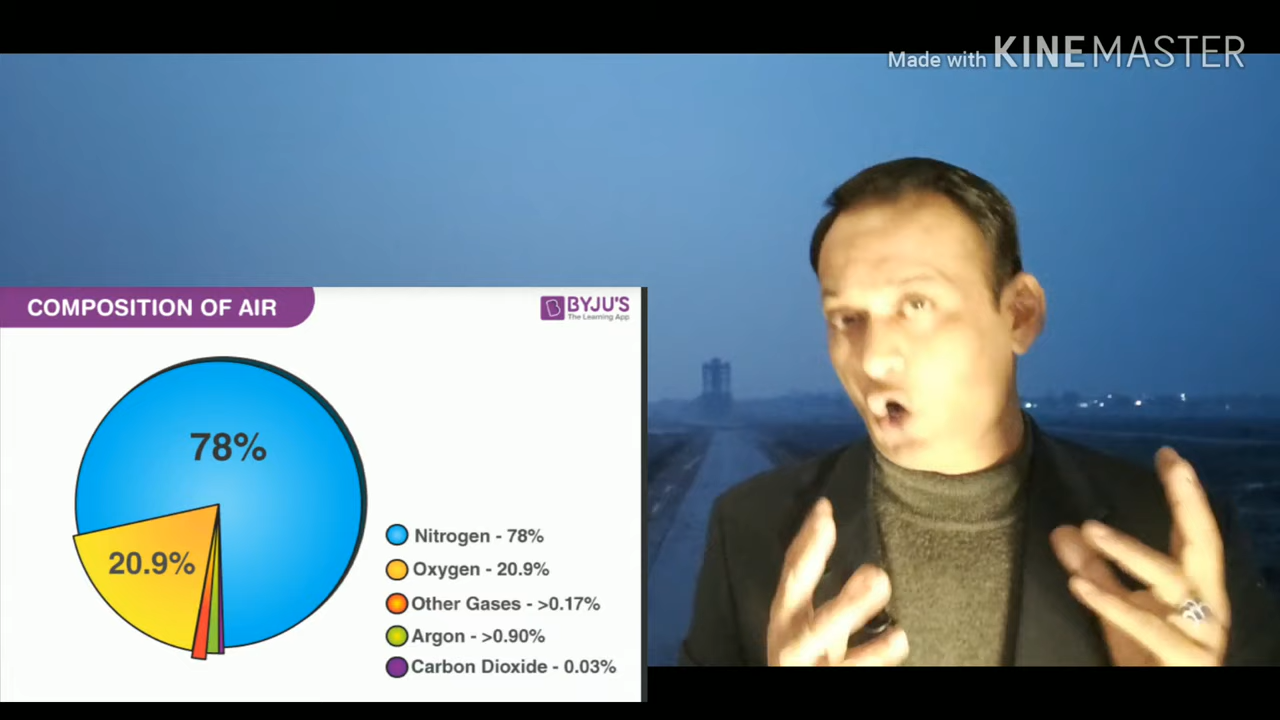 Made with KINEMASTER
COMPOSITION OF AIR
BYJU'S
The Learning App
78%
20.9%
Nitrogen - 78%
Oxygen - 20.9%
Other Gases - >0.17%
Argon - >0.90%
Carbon Dioxide - 0.03%